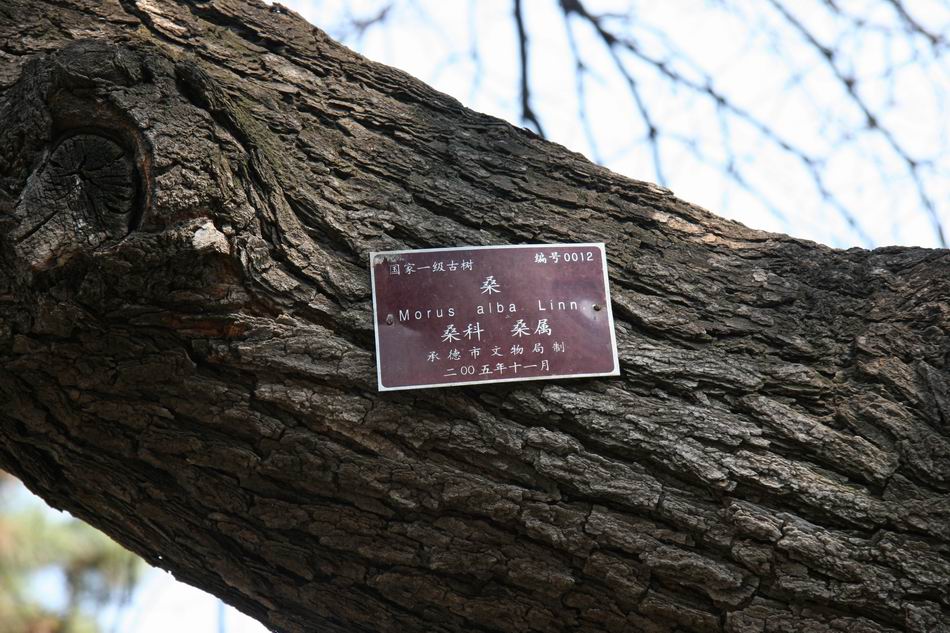 国家一级古树 编号0012
桑
Morus alba Linn.
桑科 桑属
承德市文物局制
二00五年十一月